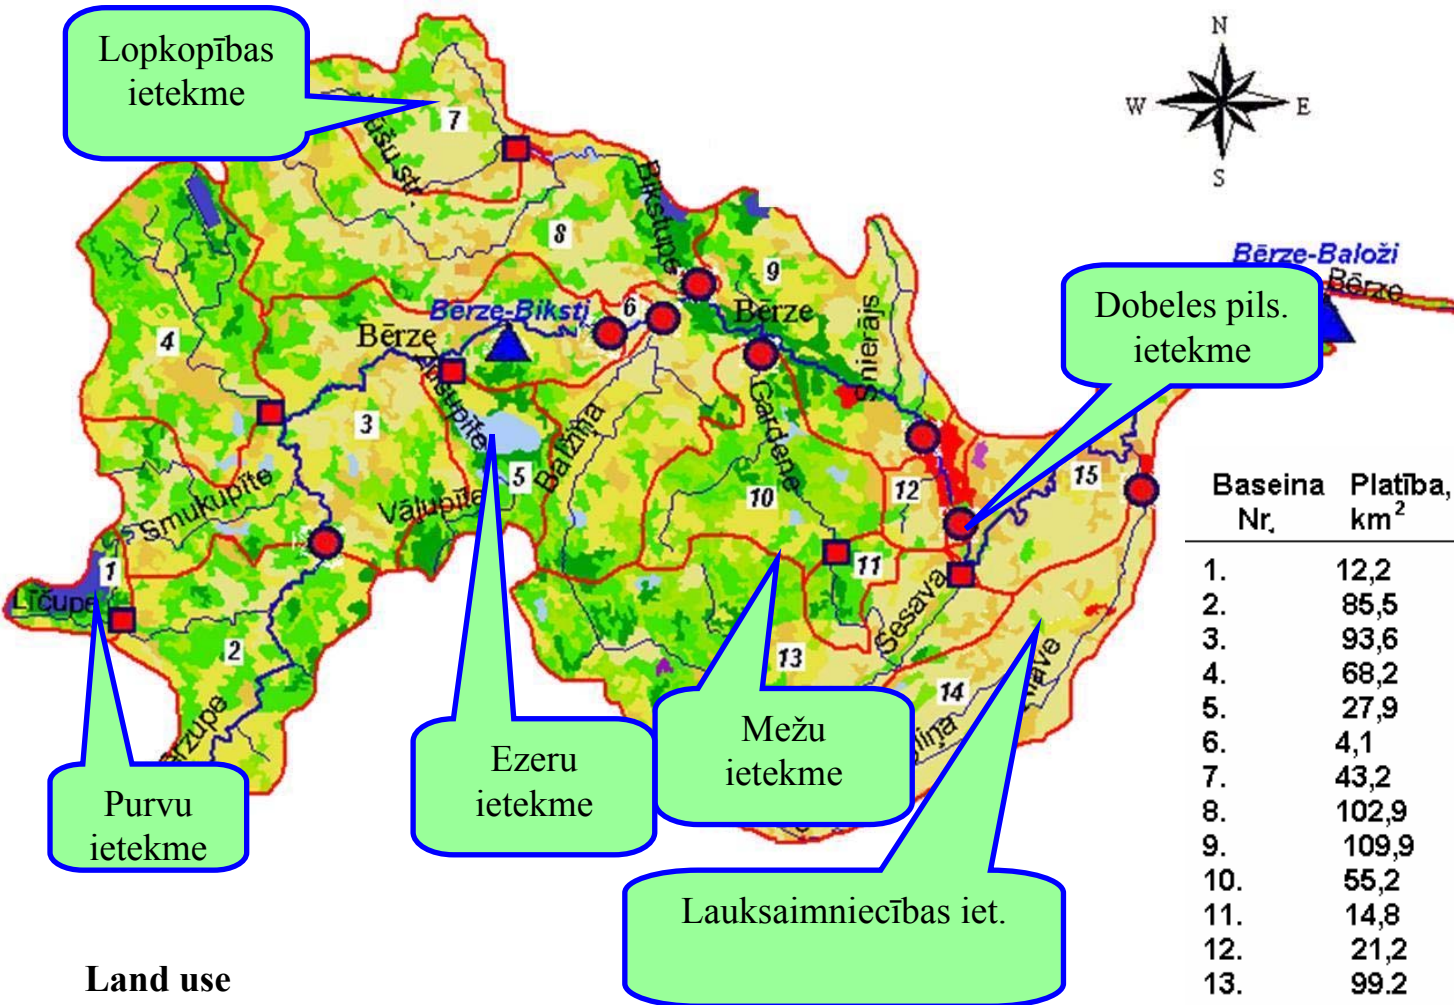 Lopkopības
ietekme
N
W
E
S
7
Bikstupe
8
9
Bērze-Baloži
Bērze
Dobeles pils.
ietekme
Bērze-Biksti
6
Bērze
Bērze
4
3
5
Gardene
10
12
15
Vāļupīte
Smukupīte
1
Līčupe
11
Sesava
2
13
14
Mežu
ietekme
Ezeru
ietekme
Purvu
ietekme
Lauksaimniecības iet.
Land use
Baseina Platība,
Nr. km²
1. 12,2
2. 85,5
3. 93,6
4. 68,2
5. 27,9
6. 4,1
7. 43,2
8. 102,9
9. 109,9
10. 55,2
11. 14,8
12. 21,2
13. 99.2